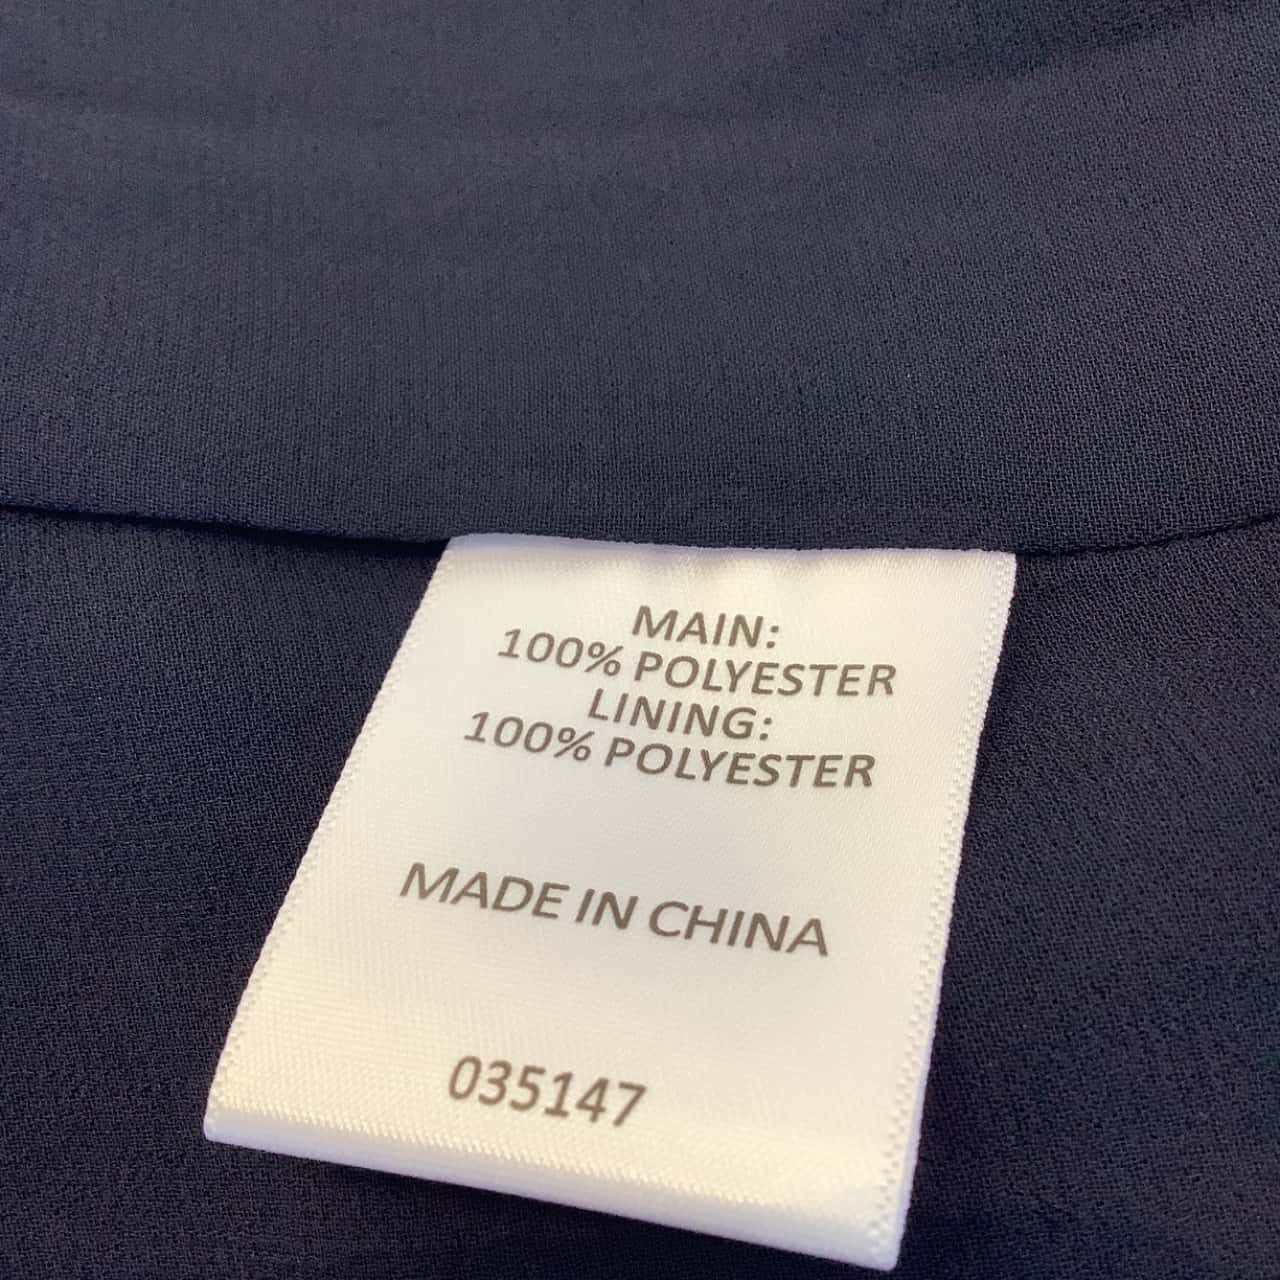 MAIN:
100% POLYESTER
LINING:
100% POLYESTER
MADE IN CHINA
035147